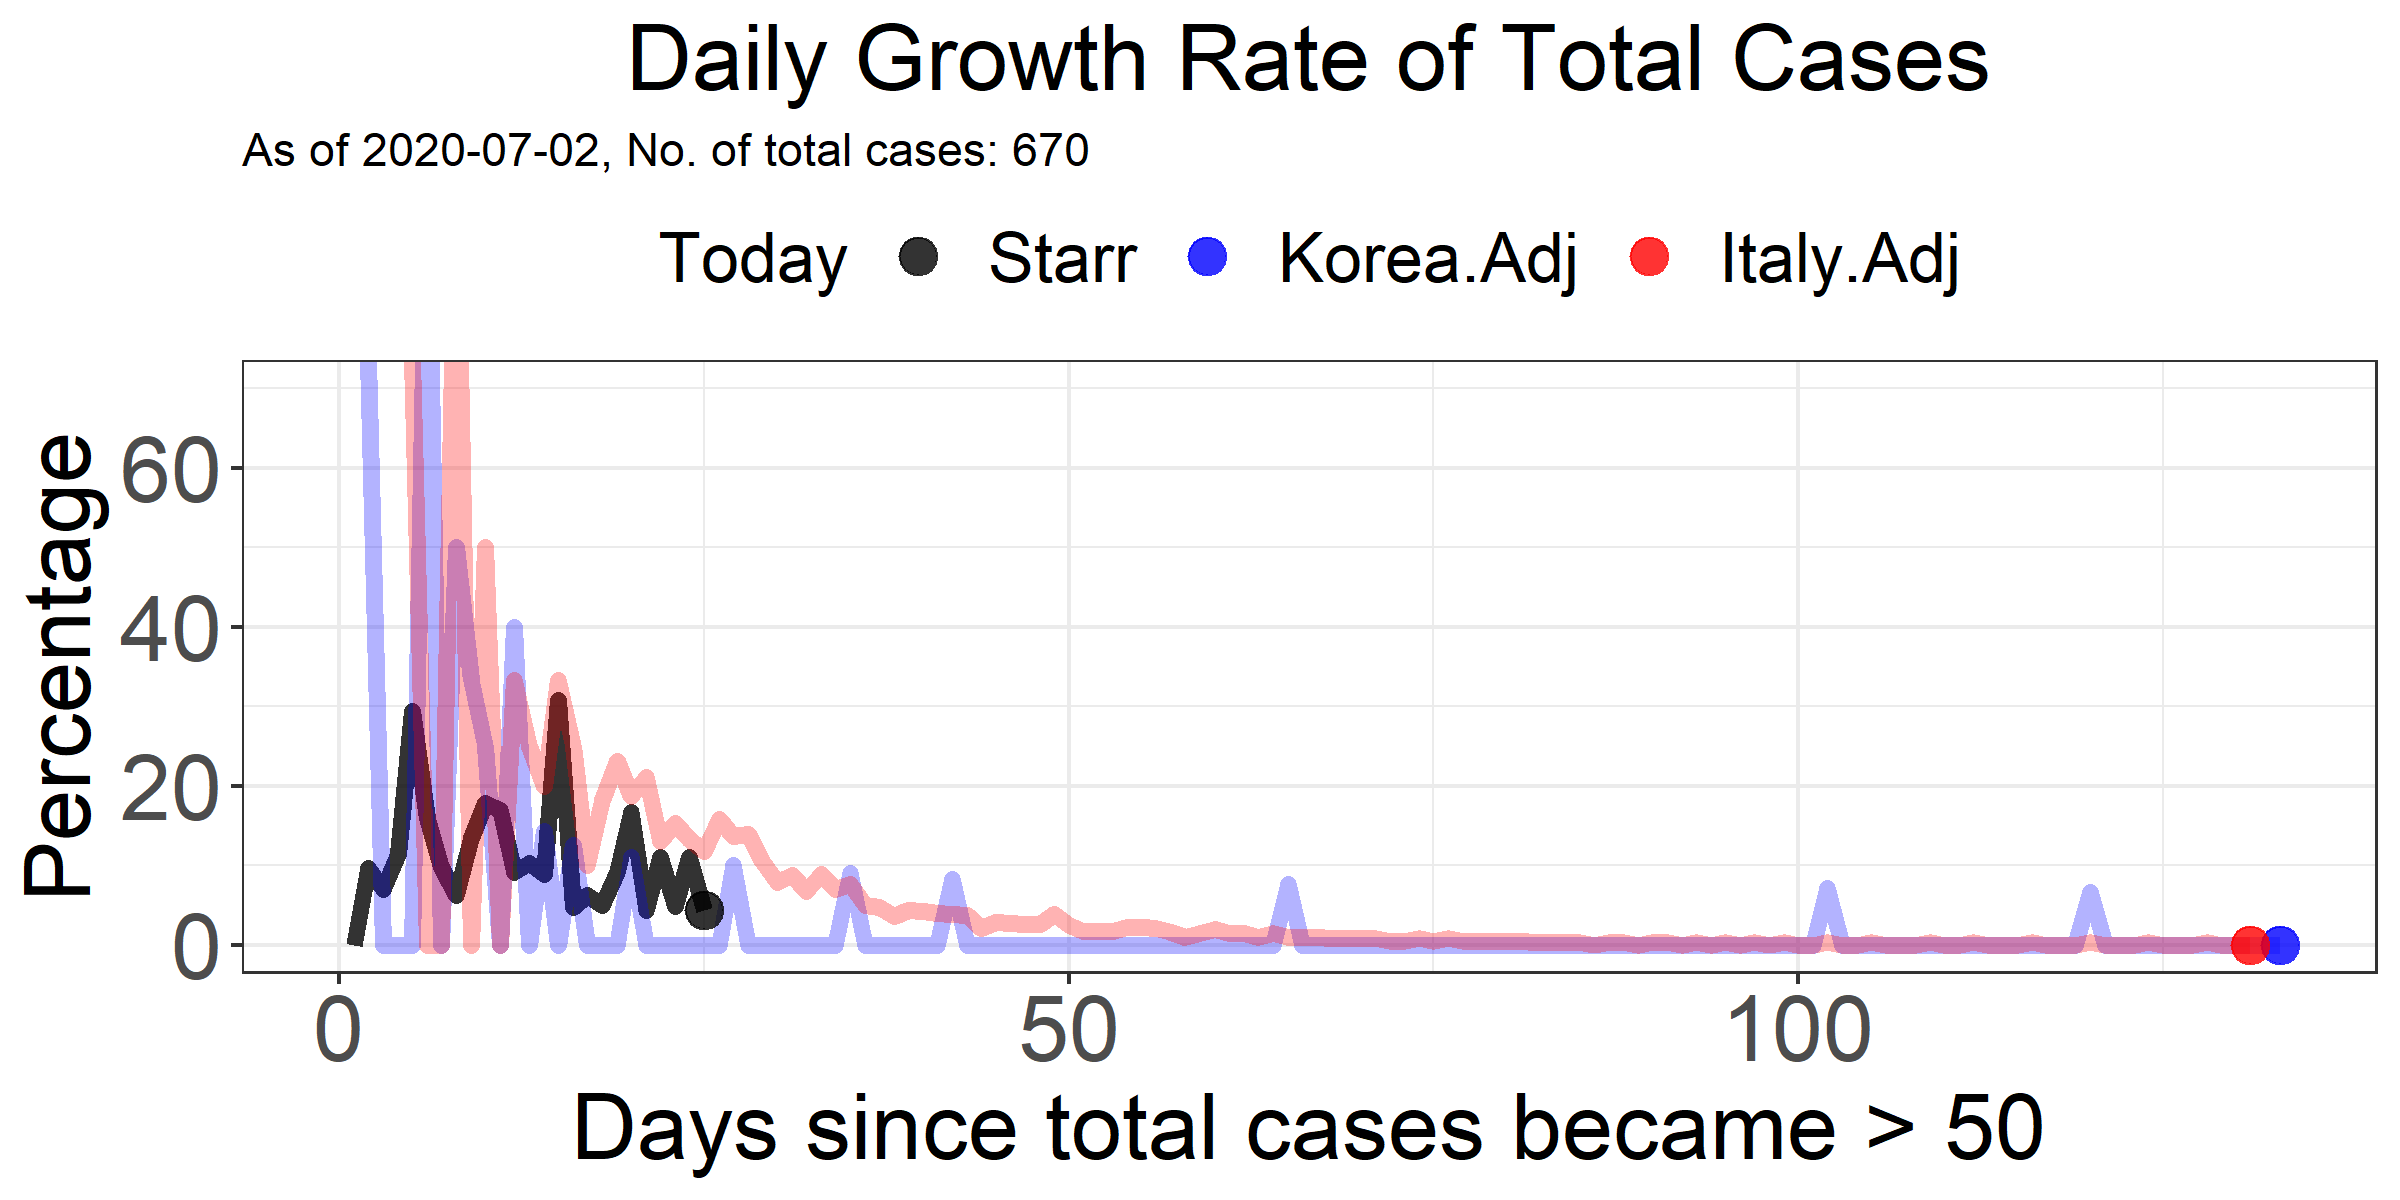 Daily Growth Rate of Total Cases
As of 2020-07-02, No. of total cases: 670
Today Starr Korea.Adj Italy.Adj
Percentage
60
40
20
0
0 50 100
Days since total cases became > 50